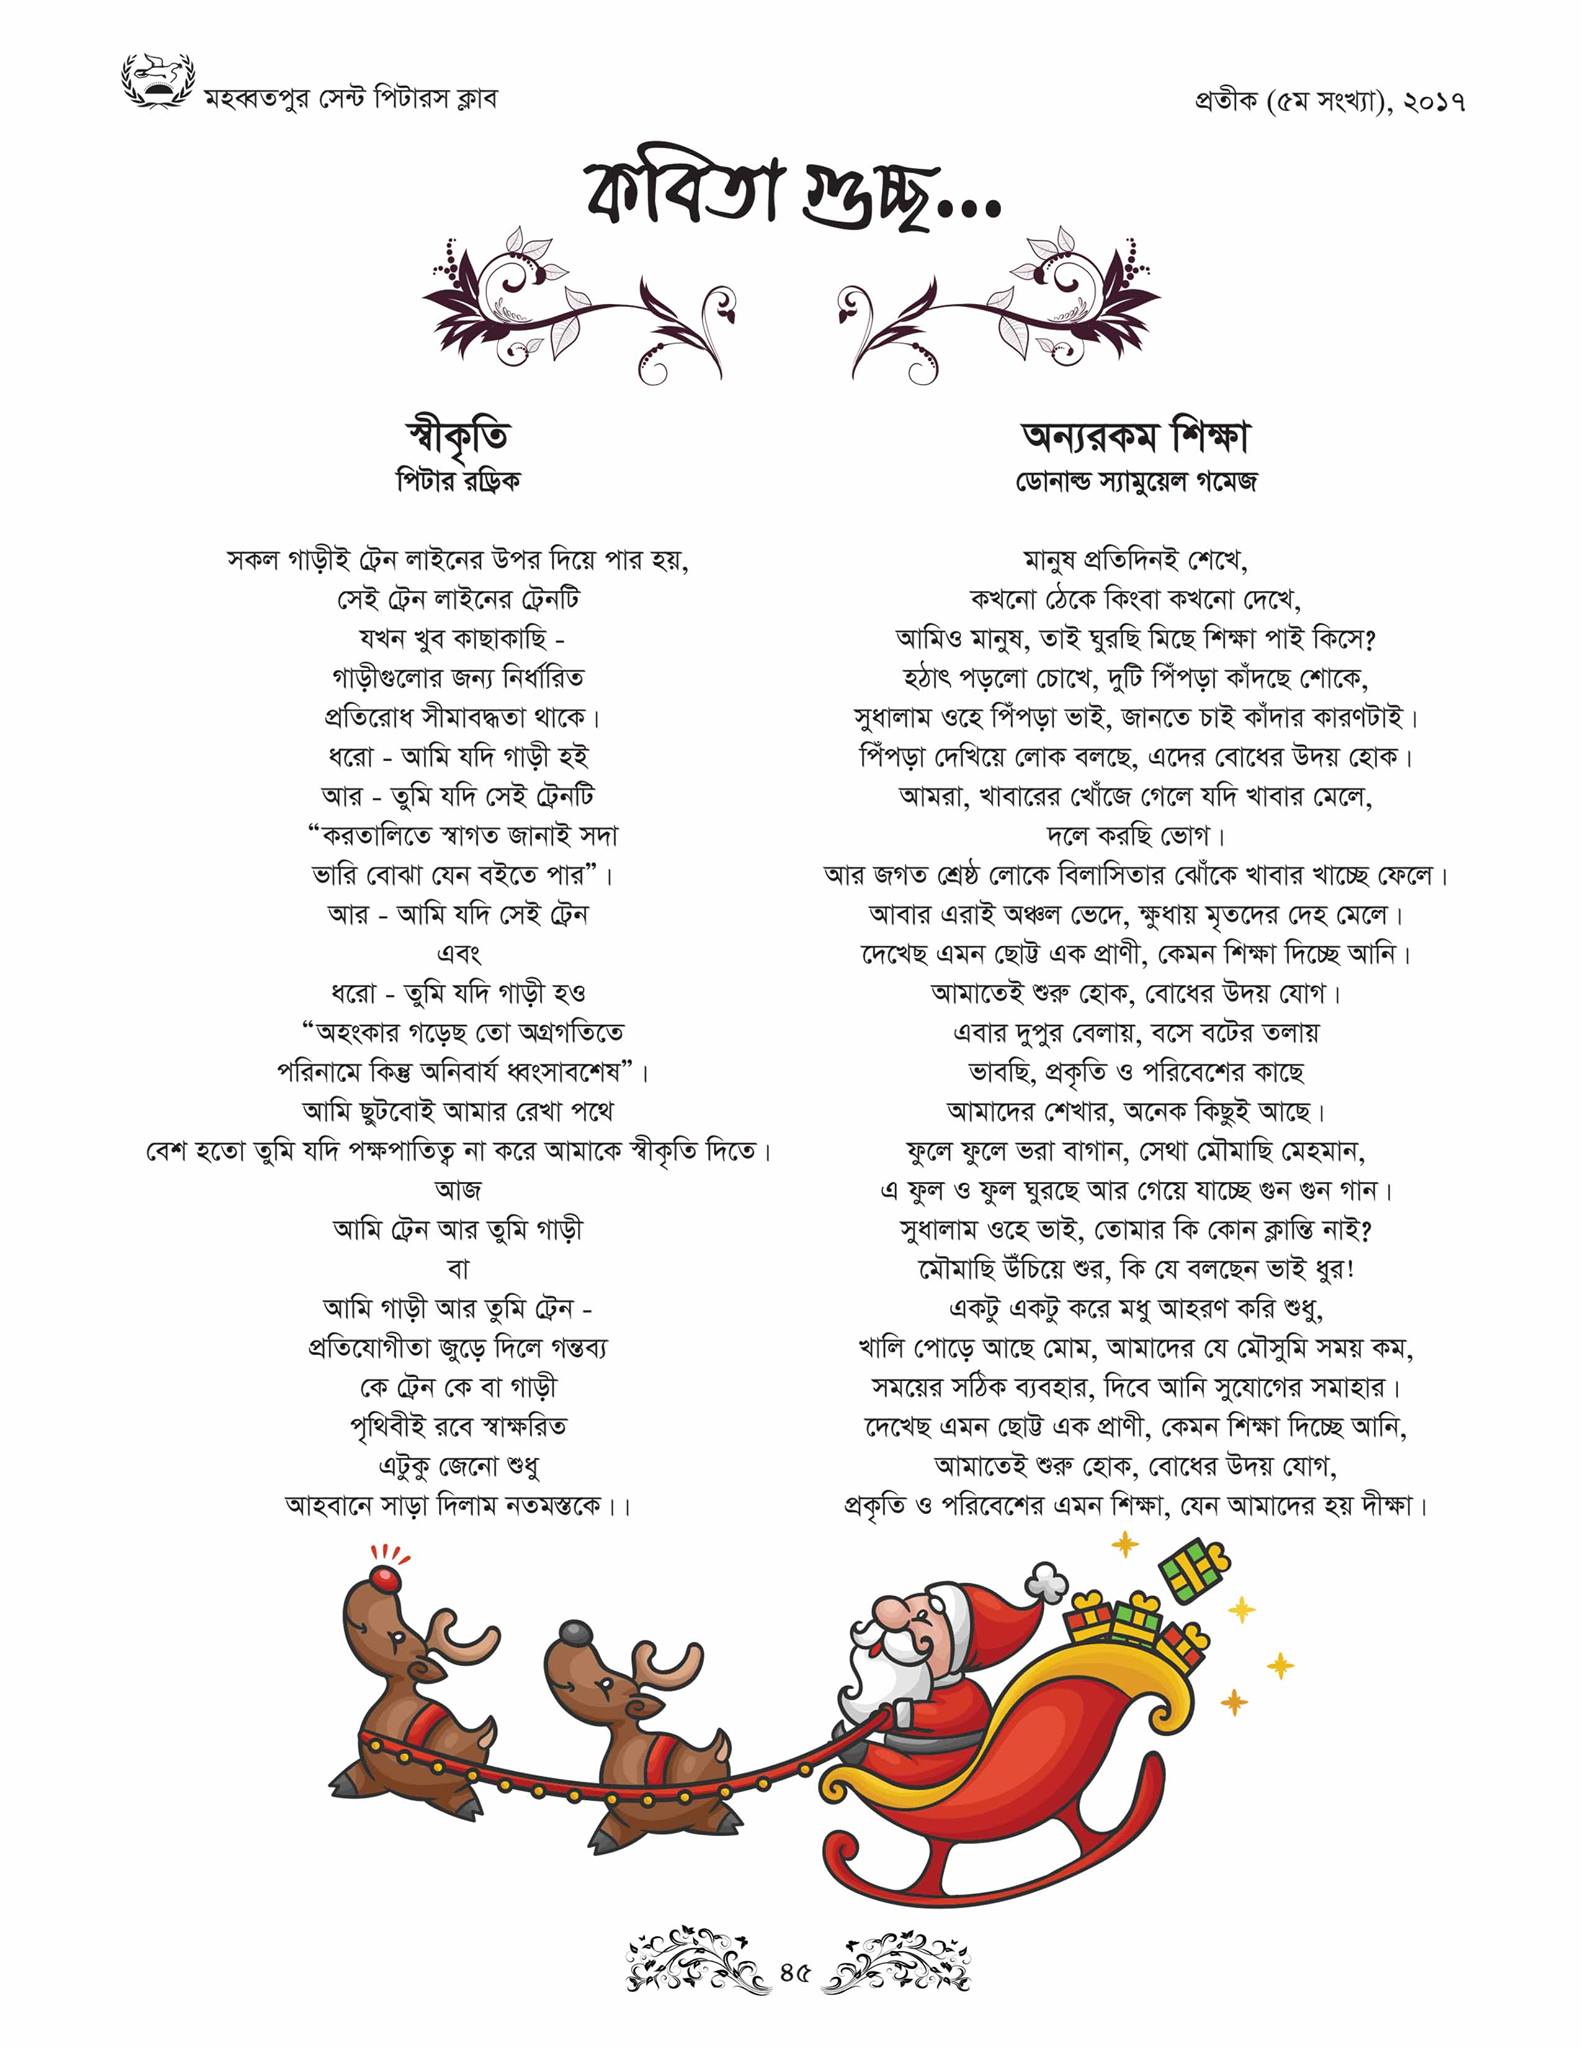 মহব্বতপুর সেন্ট পিটারস ক্লাব
প্রতীক (৫ম সংখ্যা), ২০১৭
কবিতা গুচ্ছ...
স্বীকৃতি
পিটার রড্রিক
সকল গাড়ীই ট্রেন লাইনের উপর দিয়ে পার হয়,
সেই ট্রেন লাইনের ট্রেনটি
যখন খুব কাছাকাছি -
গাড়ীগুলোর জন্য নির্ধারিত
প্রতিরোধ সীমাবদ্ধতা থাকে।
ধরো - আমি যদি গাড়ী হই
আর - তুমি যদি সেই ট্রেনটি
“করতালিতে স্বাগত জানাই সদা
ভারি বোঝা যেন বইতে পার”।
আর - আমি যদি সেই ট্রেন
এবং
ধরো - তুমি যদি গাড়ী হও
“অহংকার গড়েছ তো অগ্রগতিতে
পরিনামে কিন্তু অনিবার্য ধ্বংসাবশেষ”।
আমি ছুটবোই আমার রেখা পথে
বেশ হতো তুমি যদি পক্ষপাতিত্ব না করে আমাকে স্বীকৃতি দিতে।
আজ
আমি ট্রেন আর তুমি গাড়ী
বা
আমি গাড়ী আর তুমি ট্রেন -
প্রতিযোগীতা জুড়ে দিলে গন্তব্য
কে ট্রেন কে বা গাড়ী
পৃথিবীই রবে স্বাক্ষরিত
এটুকু জেনো শুধু
আহবানে সাড়া দিলাম নতমস্তকে।।
অন্যরকম শিক্ষা
ডোনাল্ড স্যামুয়েল গমেজ
মানুষ প্রতিদিনই শেখে,
কখনো ঠেকে কিংবা কখনো দেখে,
আমিও মানুষ, তাই ঘুরছি মিছে শিক্ষা পাই কিসে?
হঠাৎ পড়লো চোখে, দুটি পিঁপড়া কাঁদছে শোকে,
সুধালাম ওহে পিঁপড়া ভাই, জানতে চাই কাঁদার কারণটাই।
পিঁপড়া দেখিয়ে লোক বলছে, এদের বোধের উদয় হোক।
আমরা, খাবারের খোঁজে গেলে যদি খাবার মেলে,
দলে করছি ভোগ।
আর জগত শ্রেষ্ঠ লোকে বিলাসিতার ঝোঁকে খাবার খাচ্ছে ফেলে।
আবার এরাই অঞ্চল ভেদে, ক্ষুধায় মৃতদের দেহ মেলে।
দেখেছ এমন ছোট্ট এক প্রাণী, কেমন শিক্ষা দিচ্ছে আনি।
আমাতেই শুরু হোক, বোধের উদয় যোগ।
এবার দুপুর বেলায়, বসে বটের তলায়
ভাবছি, প্রকৃতি ও পরিবেশের কাছে
আমাদের শেখার, অনেক কিছুই আছে।
ফুলে ফুলে ভরা বাগান, সেথা মৌমাছি মেহমান,
এ ফুল ও ফুল ঘুরছে আর গেয়ে যাচ্ছে গুন গুন গান।
সুধালাম ওহে ভাই, তোমার কি কোন ক্লান্তি নাই?
মৌমাছি উঁচিয়ে শুর, কি যে বলছেন ভাই ধুর!
একটু একটু করে মধু আহরণ করি শুধু,
খালি পোড়ে আছে মোম, আমাদের যে মৌসুমি সময় কম,
সময়ের সঠিক ব্যবহার, দিবে আনি সুযোগের সমাহার।
দেখেছ এমন ছোট্ট এক প্রাণী, কেমন শিক্ষা দিচ্ছে আনি,
আমাতেই শুরু হোক, বোধের উদয় যোগ,
প্রকৃতি ও পরিবেশের এমন শিক্ষা, যেন আমাদের হয় দীক্ষা।
৪৫